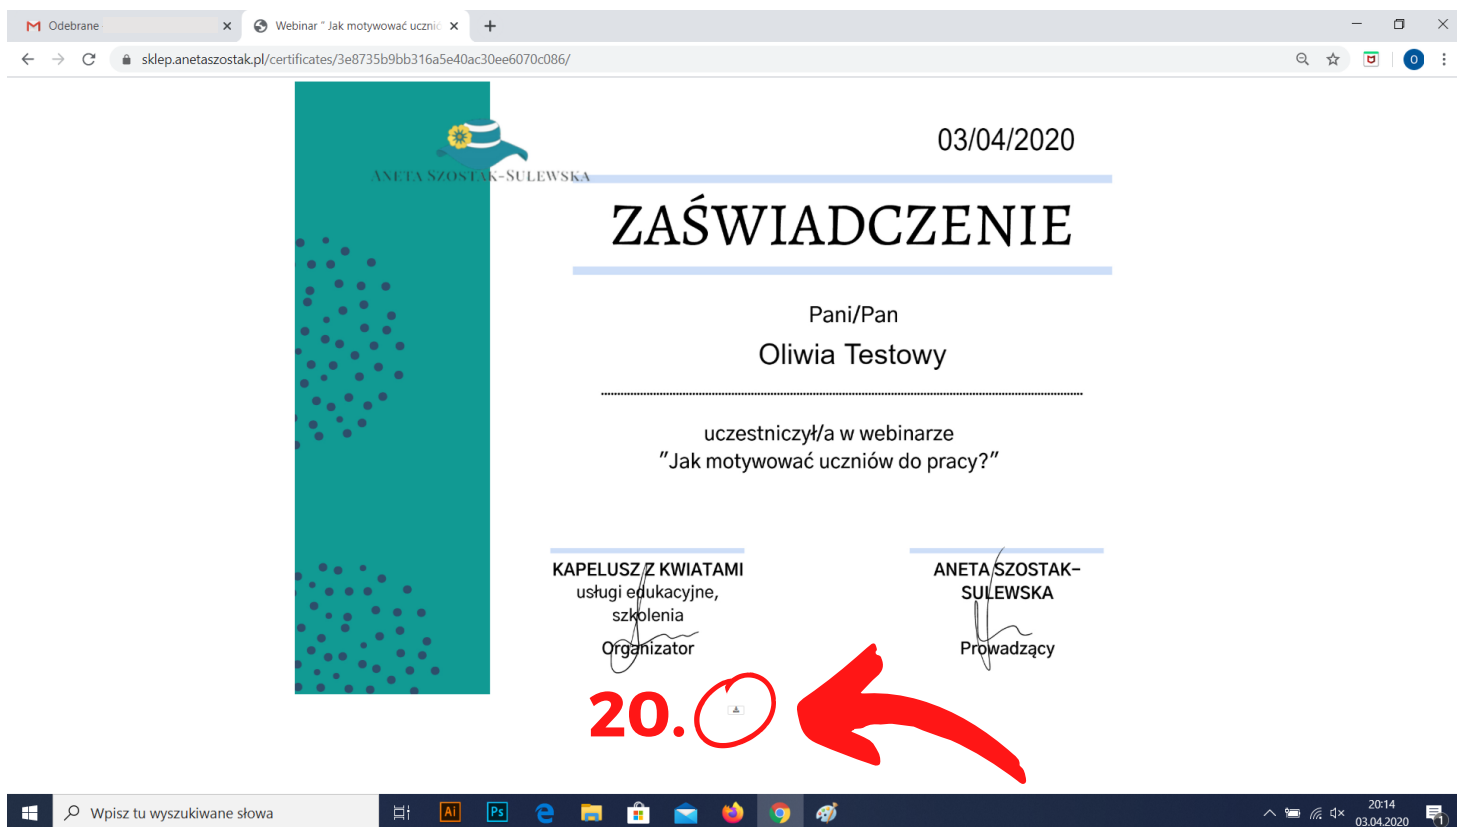 Odebrane
Webinar " Jak motywować uczni
sklep.anetaszostak.pl/certificates/3e8735b9bb316a5e40ac30ee6070c086/
O
03/04/2020
ANETA SZOSTAK-SULEWSKA
ZAŚWIADCZENIE
Pani/Pan
Oliwia Testowy
uczestniczył/a w webinarze
"Jak motywować uczniów do pracy?"
KAPELUSZ Z KWIATAMI
usługi edukacyjne,
szkolenia
Organizator
ANETA SZOSTAK-
SULEWSKA
Prowadzący
20.
Wpisz tu wyszukiwane słowa
Ai
Ps
20:14
03.04.2020
1